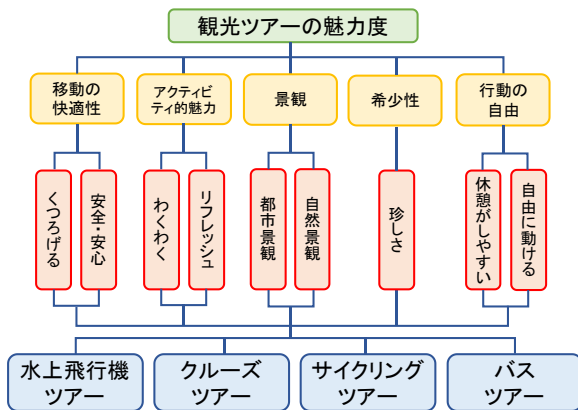 観光ツアーの魅力度
移動の
快適性
アクティビ
ティ的魅力
景観
希少性
行動の
自由
くつろげる
安全・安心
わくわく
リフレッシュ
都市景観
自然景観
珍しさ
休憩がしやすい
自由に動ける
水上飛行機
ツアー
クルーズ
ツアー
サイクリング
ツアー
バス
ツアー